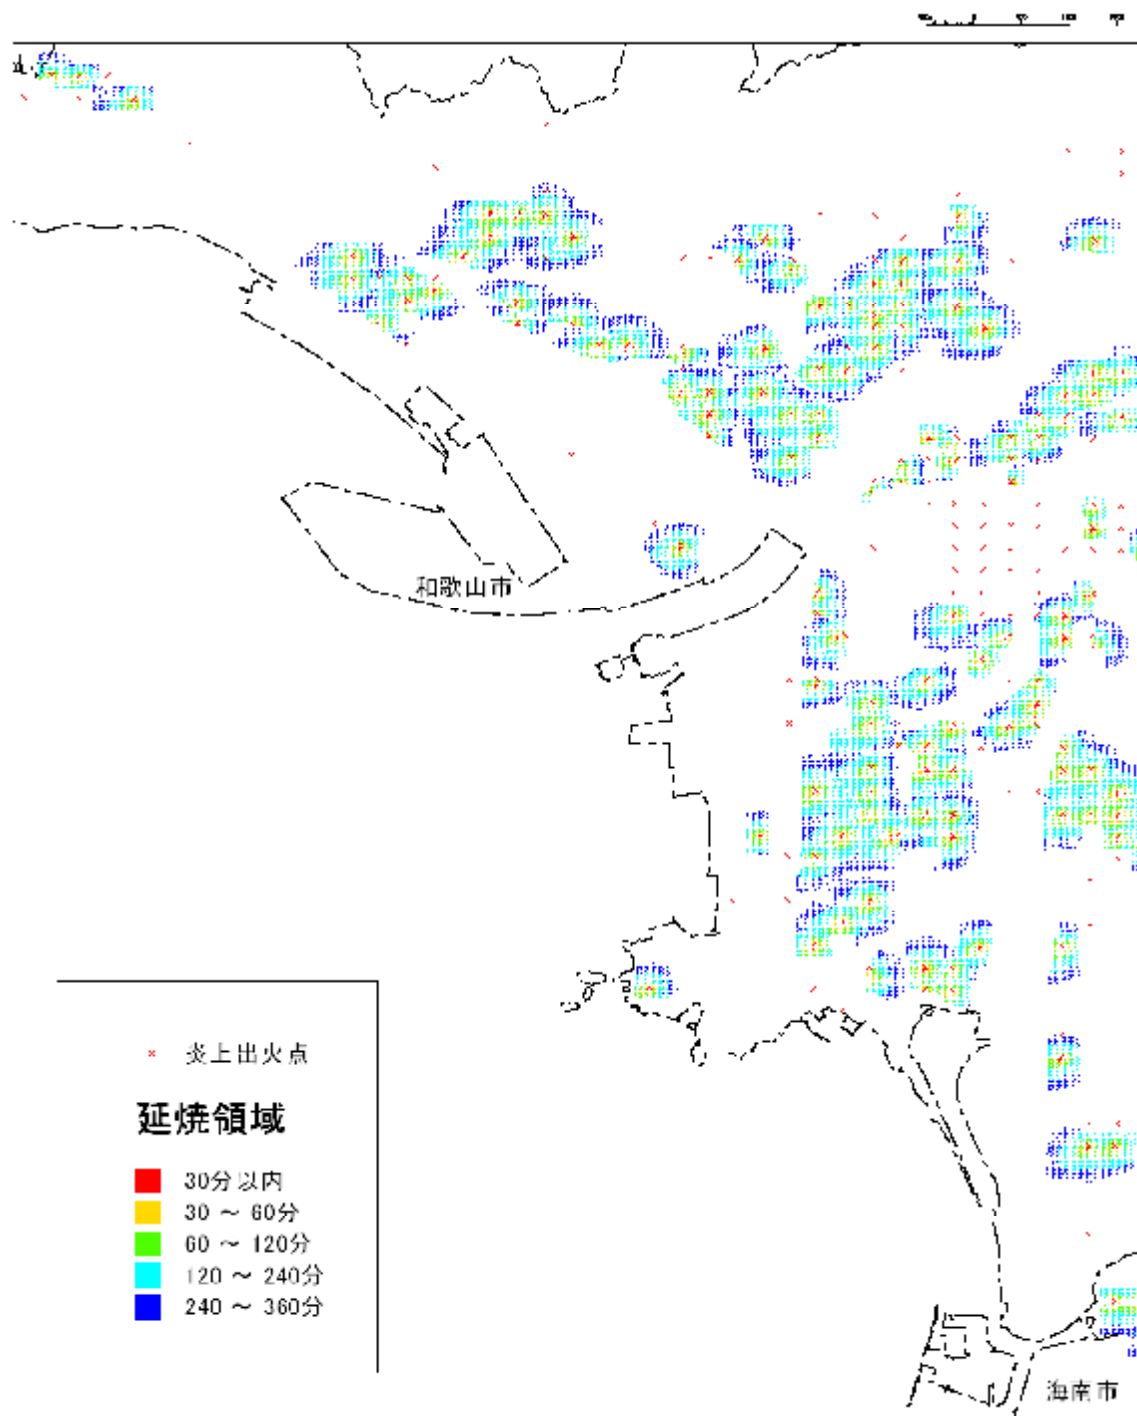 和歌山市
× 炎上出火点
延焼領域
30分以内
30 ～ 60分
60 ～ 120分
120 ～ 240分
240 ～ 360分
海南市